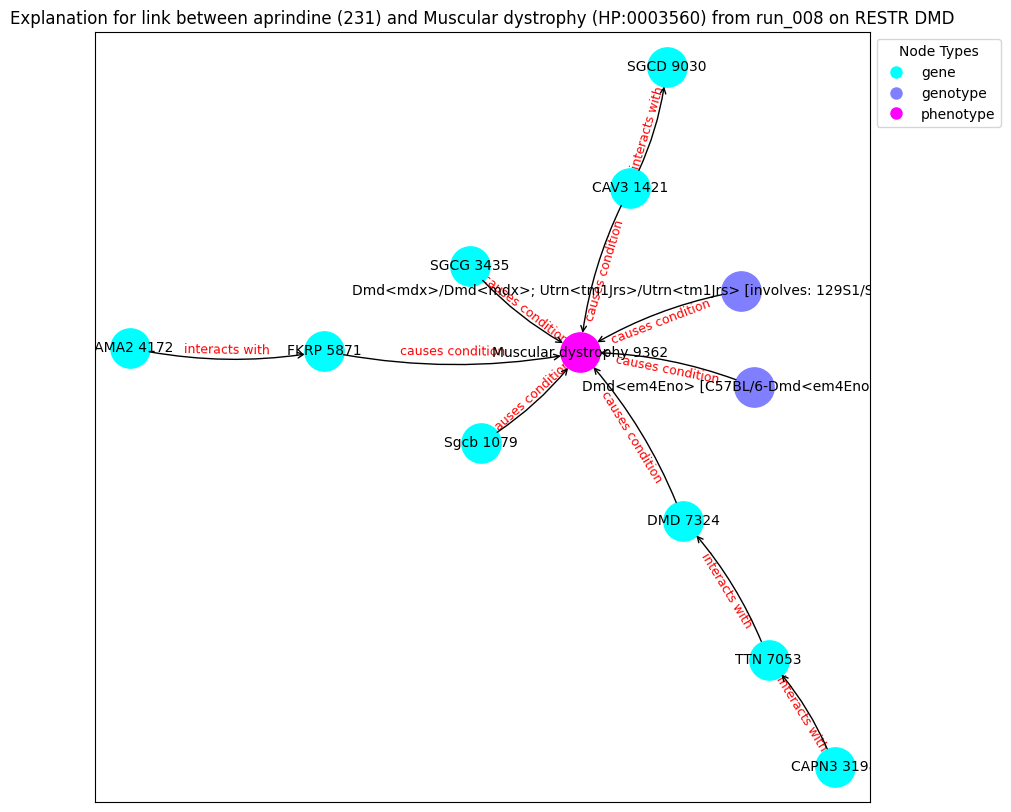 Explanation for link between aprindine (231) and Muscular dystrophy (HP:0003560) from run_008 on RESTR DMD
Node Types
gene
genotype
phenotype
SGCD 9030
interacts with
CAV3 1421
causes condition
SGCG 3435
causes condition
Dmd<mdx>/Dmd<mdx>; Utrn<tm1Jrs>/Utrn<tm1Jrs> [involves: 129S1/S
causes condition
AMA2 4172
interacts with
FKRP 5871
causes condition
Muscular dystrophy 9362
causes condition
Dmd<em4Eno> [C57BL/6-Dmd<em4Eno
causes condition
Sgcb 1079
causes condition
DMD 7324
interacts with
TTN 7053
interacts with
CAPN3 319